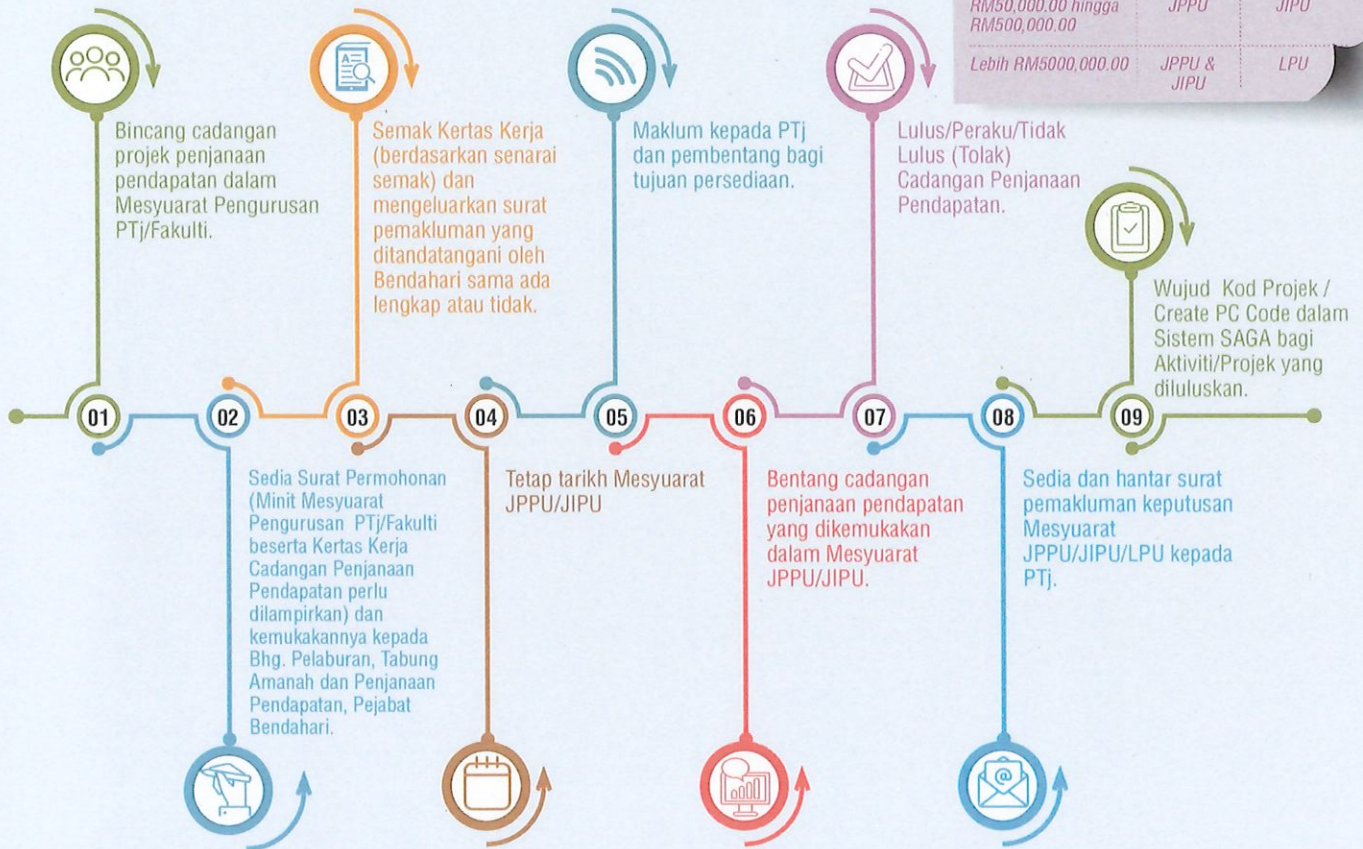 RM50,000.00 hingga
RM500,000.00
JPPU
JIPU
Lebih RM5000,000.00
JPPU &
JIPU
LPU
Bincang cadangan
projek penjanaan
pendapatan dalam
Mesyuarat Pengurusan
PTj/Fakulti.
Semak Kertas Kerja
(berdasarkan senarai
semak) dan
mengeluarkan surat
pemakluman yang
ditandatangani oleh
Bendahari sama ada
lengkap atau tidak.
Maklum kepada PTj
dan pembentang bagi
tujuan persediaan.
Lulus/Peraku/Tidak
Lulus (Tolak)
Cadangan Penjanaan
Pendapatan.
Wujud Kod Projek /
Create PC Code dalam
Sistem SAGA bagi
Aktiviti/Projek yang
diluluskan.
01
02
03
04
05
06
07
08
09
Sedia Surat Permohonan
(Minit Mesyuarat
Pengurusan PTj/Fakulti
beserta Kertas Kerja
Cadangan Penjanaan
Pendapatan perlu
dilampirkan) dan
kemukakannya kepada
Bhg. Pelaburan, Tabung
Amanah dan Penjanaan
Pendapatan, Pejabat
Bendahari.
Tetap tarikh Mesyuarat
JPPU/JIPU
Bentang cadangan
penjanaan pendapatan
yang dikemukakan
dalam Mesyuarat
JPPU/JIPU.
Sedia dan hantar surat
pemakluman keputusan
Mesyuarat
JPPU/JIPU/LPU kepada
PTj.